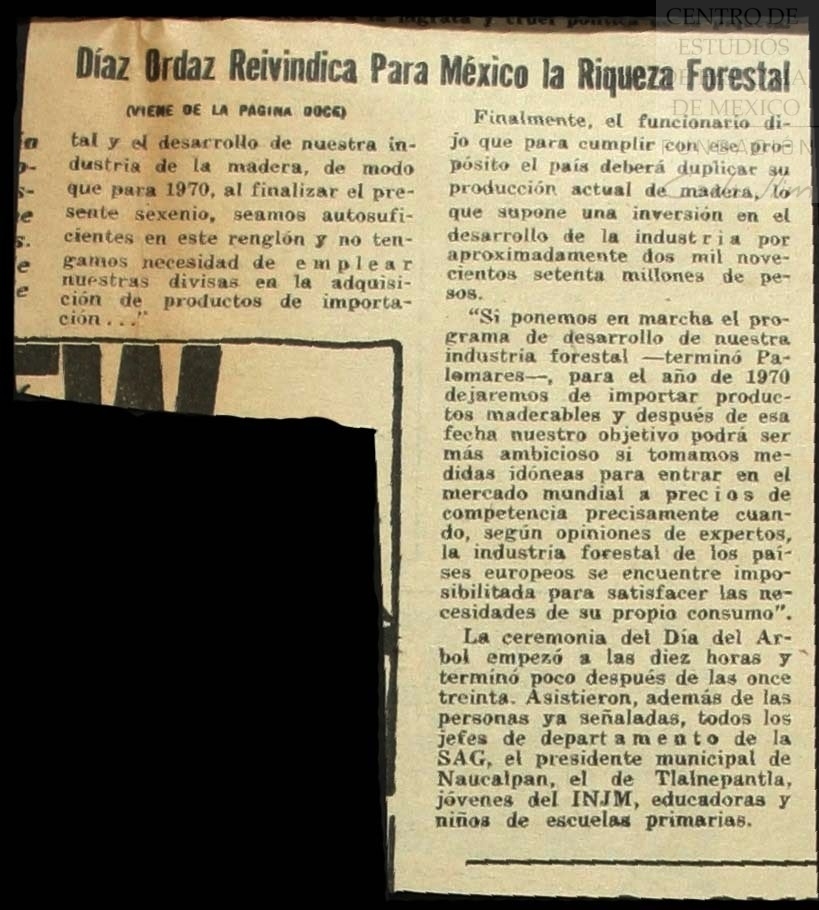 Díaz Ordaz Reivindica Para México la Riqueza Forestal
(VIENE DE LA PAGINA DOCE)
tal y el desarrollo de nuestra in-
dustria de la madera, de modo
que para 1970, al finalizar el pre-
sente sexenio, seamos autosufi-
cientes en este renglón y no ten-
gamos necesidad de emplear
nuestras divisas en la adquisi-
ción de productos de importa-
ción..."
Finalmente, el funcionario di-
jo que para cumplir con ese pro-
pósito el país deberá duplicar su
producción actual de madera, lo
que supone una inversión en el
desarrollo de la industria por
aproximadamente dos mil nove-
cientos setenta millones de pe-
sos.
"Si ponemos en marcha el pro-
grama de desarrollo de nuestra
industria forestal —terminó Pa-
lomares—, para el año de 1970
dejaremos de importar produc-
tos maderables y después de esa
fecha nuestro objetivo podrá ser
más ambicioso si tomamos me-
didas idóneas para entrar en el
mercado mundial a precios de
competencia precisamente cuan-
do, según opiniones de expertos,
la industria forestal de los paí-
ses europeos se encuentre impo-
sibilitada para satisfacer las ne-
cesidades de su propio consumo".
La ceremonia del Día del Ar-
bol empezó a las diez horas y
terminó poco después de las once
treinta. Asistieron, además de las
personas ya señaladas, todos los
jefes de departamento de la
SAG, el presidente municipal de
Naucalpan, el de Tlalnepantla,
jóvenes del INJM, educadoras y
niños de escuelas primarias.
CENTRO DE
ESTUDIOS
DE HISTORIA
DE MEXICO